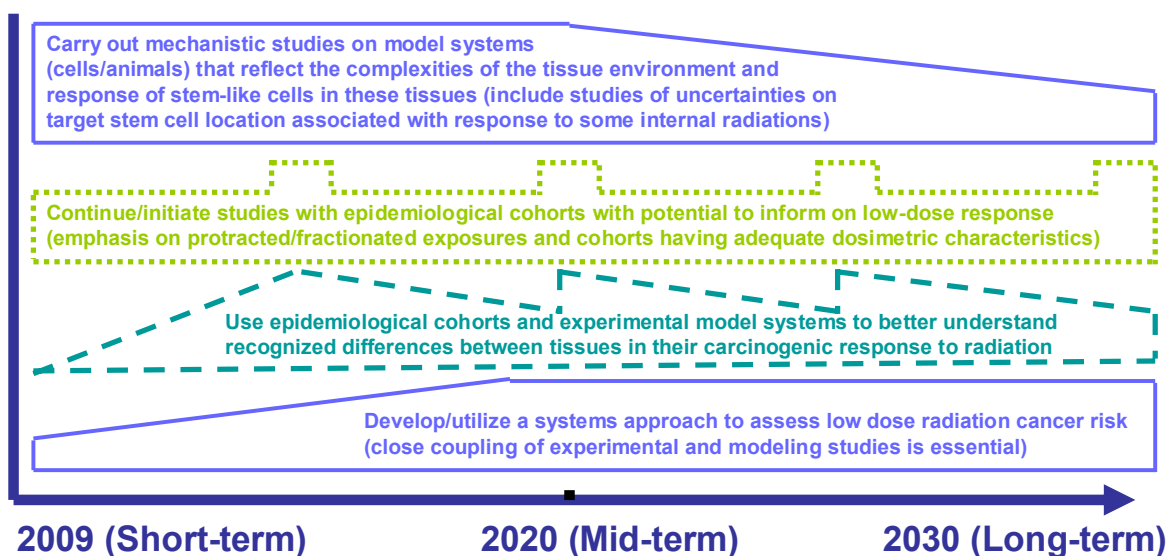 Carry out mechanistic studies on model systems
(cells/animals) that reflect the complexities of the tissue environment and
response of stem-like cells in these tissues (include studies of uncertainties on
target stem cell location associated with response to some internal radiations)
Continue/initiate studies with epidemiological cohorts with potential to inform on low-dose response
(emphasis on protracted/fractionated exposures and cohorts having adequate dosimetric characteristics)
Use epidemiological cohorts and experimental model systems to better understand
recognized differences between tissues in their carcinogenic response to radiation
Develop/utilize a systems approach to assess low dose radiation cancer risk
(close coupling of experimental and modeling studies is essential)
2009 (Short-term) 2020 (Mid-term) 2030 (Long-term)